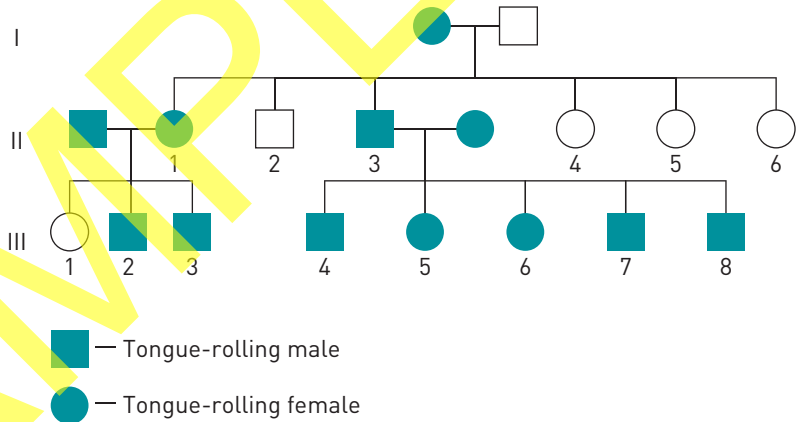 I
II
1 2 3 4 5 6
III
1 2 3 4 5 6 7 8
Tongue-rolling male
Tongue-rolling female